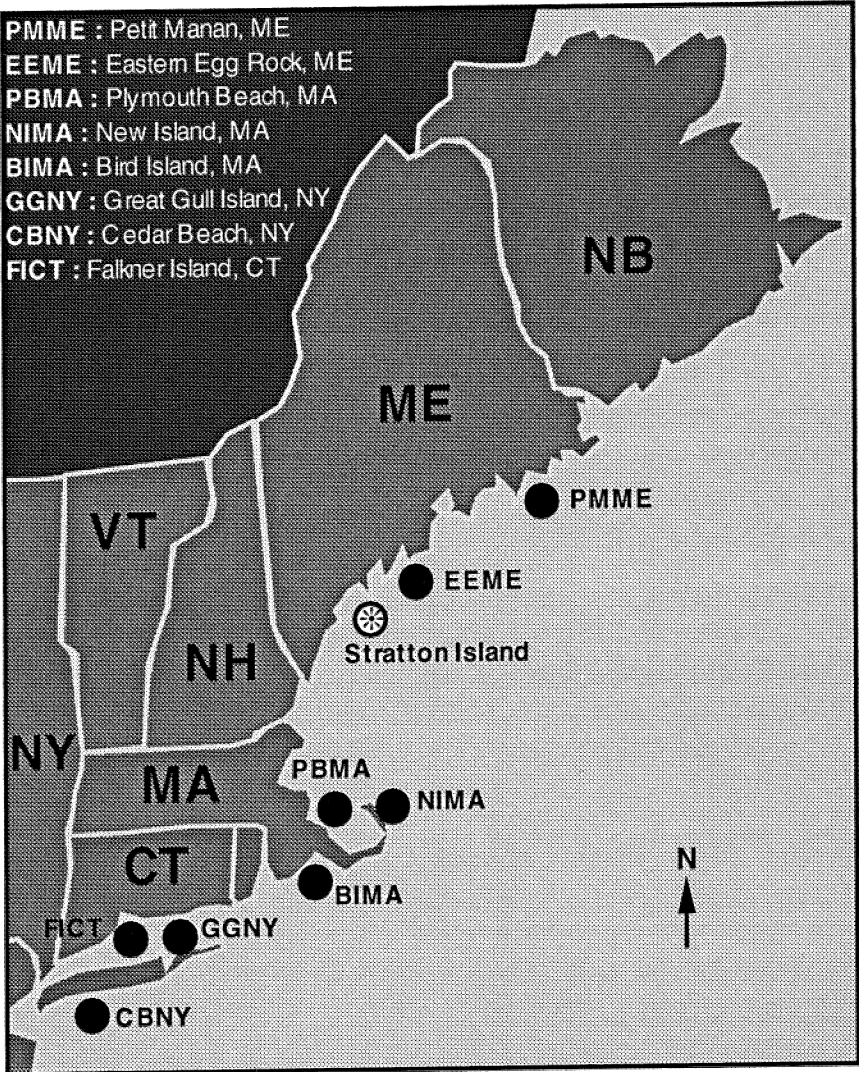 PMME : Petit Manan, ME
EEME : Eastern Egg Rock, ME
PBMA : Plymouth Beach, MA
NIMA : New Island, MA
BIMA : Bird Island, MA
GGNY : Great Gull Island, NY
CBNY : Cedar Beach, NY
FICT : Falkner Island, CT
NB
ME
PMME
VT
EEME
Stratton Island
NH
NY
PBMA
MA
NIMA
N
CT
BIMA
FICT
GGNY
CBNY